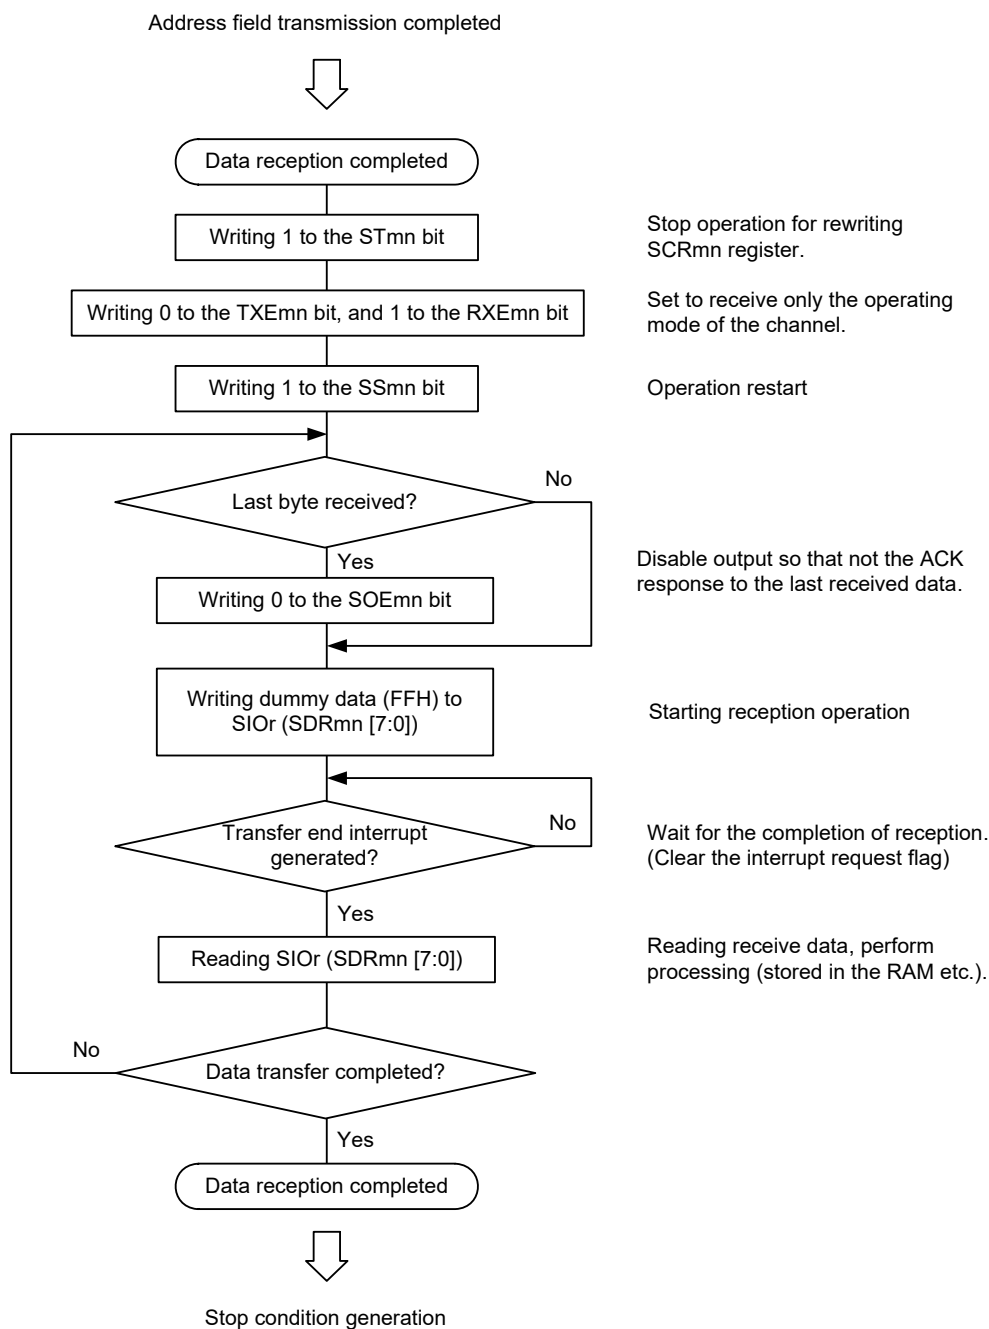 Address field transmission completed
Data reception completed
Writing 1 to the STmn bit
Stop operation for rewriting
SCRmn register.
Writing 0 to the TXEmn bit, and 1 to the RXEmn bit
Set to receive only the operating
mode of the channel.
Writing 1 to the SSmn bit
Operation restart
Last byte received?
No
Yes
Writing 0 to the SOEmn bit
Disable output so that not the ACK
response to the last received data.
Writing dummy data (FFH) to
SIOr (SDRmn [7:0])
Starting reception operation
Transfer end interrupt
generated?
No
Wait for the completion of reception.
(Clear the interrupt request flag)
Yes
Reading SIOr (SDRmn [7:0])
Reading receive data, perform
processing (stored in the RAM etc.).
No
Data transfer completed?
Yes
Data reception completed
Stop condition generation